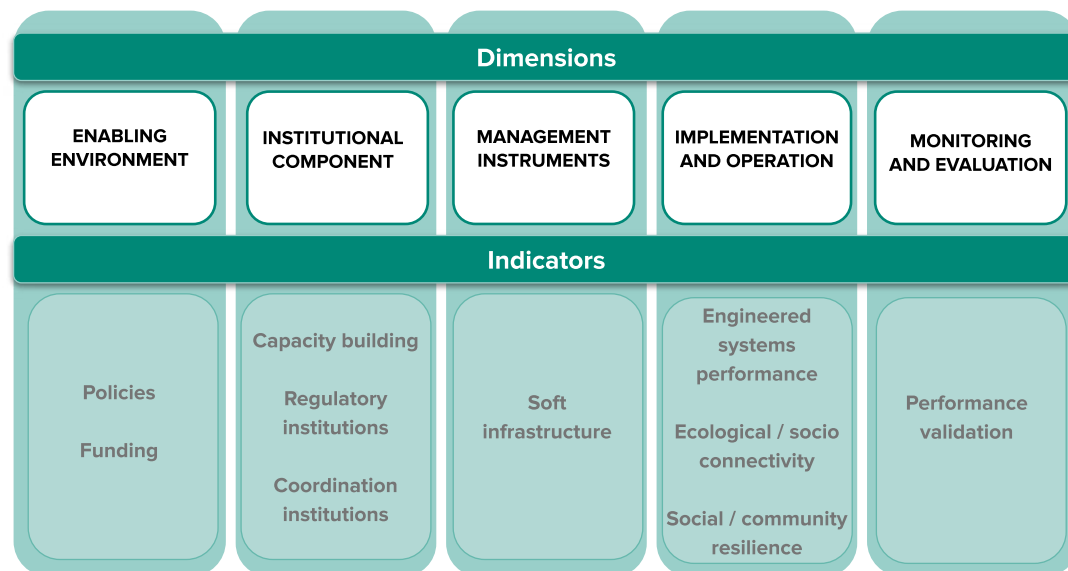 Dimensions
ENABLING
ENVIRONMENT
INSTITUTIONAL
COMPONENT
MANAGEMENT
INSTRUMENTS
IMPLEMENTATION
AND OPERATION
MONITORING
AND EVALUATION
Indicators
Policies
Funding
Capacity building
Regulatory
institutions
Coordination
institutions
Soft
infrastructure
Engineered
systems
performance
Ecological / socio
connectivity
Social / community
resilience
Performance
validation